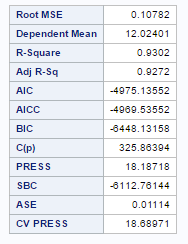 Root MSE 0.10782
Dependent Mean 12.02401
R-Square 0.9302
Adj R-Sq 0.9272
AIC -4975.13552
AICC -4969.53552
BIC -6448.13158
C(p) 325.86394
PRESS 18.18718
SBC -6112.76144
ASE 0.01114
CV PRESS 18.68971